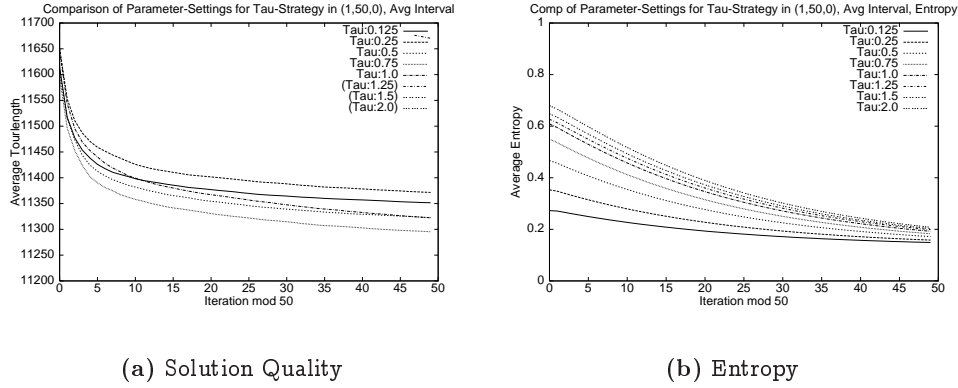 Comparison of Parameter-Settings for Tau-Strategy in (1,50,0), Avg Interval
11700
11650
11600
11550
11500
11450
11400
11350
11300
11250
11200
Average Tourlength
0 5 10 15 20 25 30 35 40 45 50
Iteration mod 50
Tau:0.125
Tau:0.25
Tau:0.5
Tau:0.75
Tau:1.0
(Tau:1.25)
(Tau:1.5)
(Tau:2.0)
(a) Solution Quality
Comp of Parameter-Settings for Tau-Strategy in (1,50,0), Avg Interval, Entropy
1
0.8
0.6
0.4
0.2
0
Average Entropy
0 5 10 15 20 25 30 35 40 45 50
Iteration mod 50
Tau:0.125
Tau:0.25
Tau:0.5
Tau:0.75
Tau:1.0
Tau:1.25
Tau:1.5
Tau:2.0
(b) Entropy